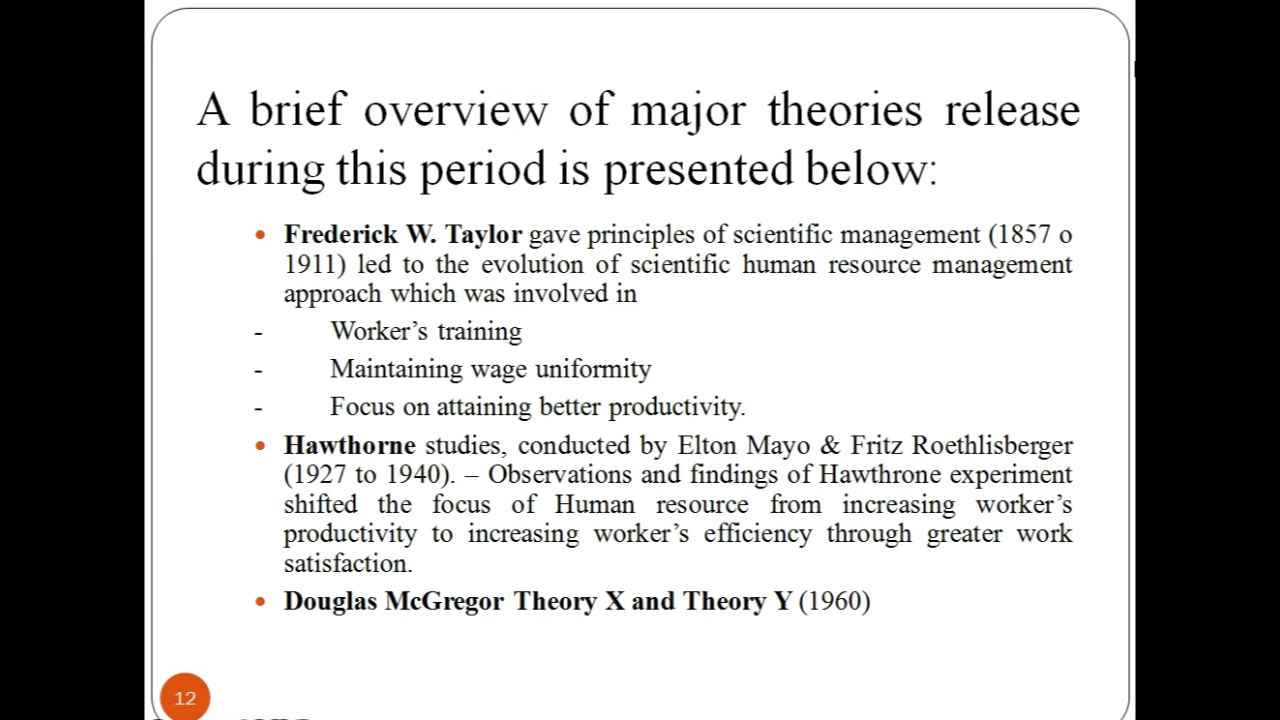 A brief overview of major theories release
during this period is presented below:
• Frederick W. Taylor gave principles of scientific management (1857 o
1911) led to the evolution of scientific human resource management
approach which was involved in
- Worker's training
- Maintaining wage uniformity
- Focus on attaining better productivity.
• Hawthorne studies, conducted by Elton Mayo & Fritz Roethlisberger
(1927 to 1940). – Observations and findings of Hawthrone experiment
shifted the focus of Human resource from increasing worker's
productivity to increasing worker's efficiency through greater work
satisfaction.
• Douglas McGregor Theory X and Theory Y (1960)
12